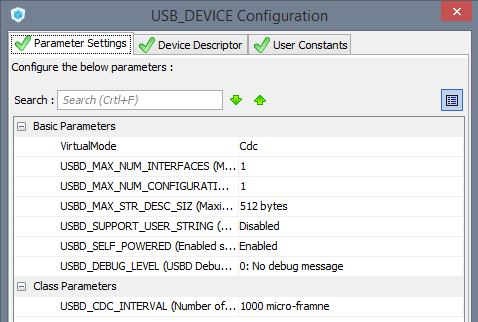 USB_DEVICE Configuration
Parameter Settings Device Descriptor User Constants
Configure the below parameters :
Search : Search (Crtl+F)
Basic Parameters
VirtualMode Cdc
USBD_MAX_NUM_INTERFACES (M... 1
USBD_MAX_NUM_CONFIGURATI... 1
USBD_MAX_STR_DESC_SIZ (Maxi... 512 bytes
USBD_SUPPORT_USER_STRING (... Disabled
USBD_SELF_POWERED (Enabled s... Enabled
USBD_DEBUG_LEVEL (USBD Debu... 0: No debug message
Class Parameters
USBD_CDC_INTERVAL (Number of... 1000 micro-framne